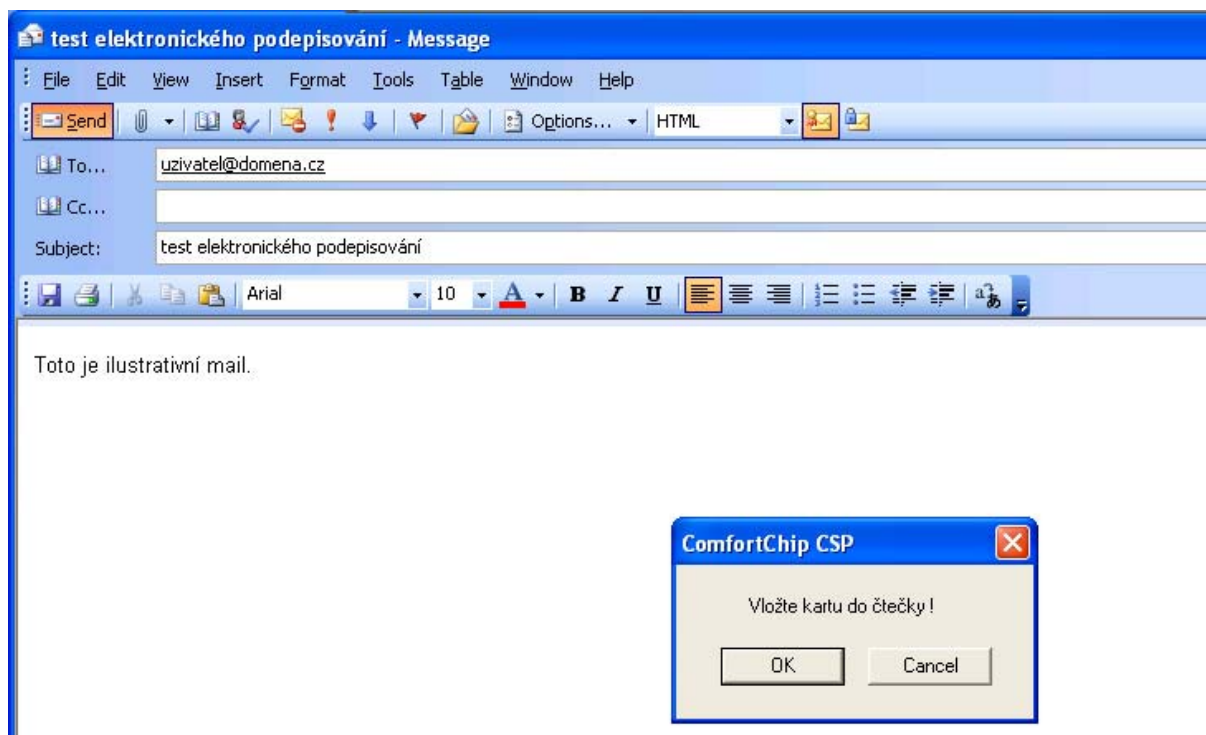 test elektronického podepisování - Message
File Edit View Insert Format Tools Table Window Help
Send Options... HTML
To... uzivatel@domena.cz
Cc...
Subject: test elektronického podepisování
Arial 10 A B I U
Toto je ilustrativní mail.
ComfortChip CSP
Vložte kartu do čtečky !
OK Cancel